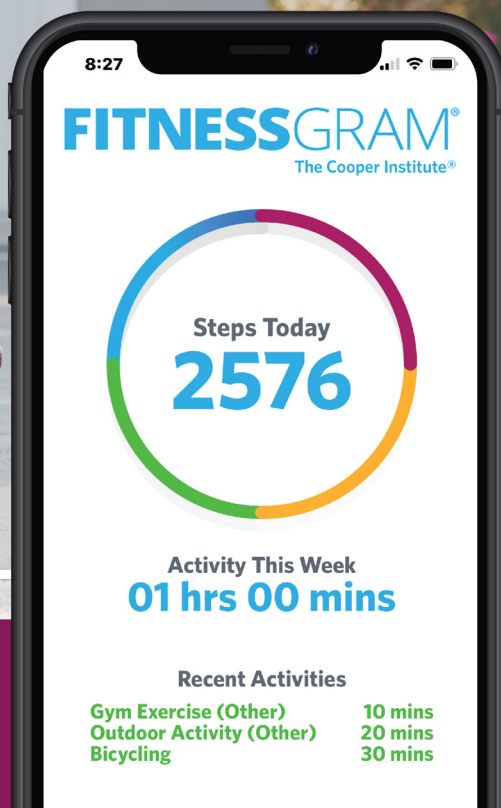 8:27
FITNESSGRAM®
The Cooper Institute®
Steps Today
2576
Activity This Week
01 hrs 00 mins
Recent Activities
Gym Exercise (Other) 10 mins
Outdoor Activity (Other) 20 mins
Bicycling 30 mins